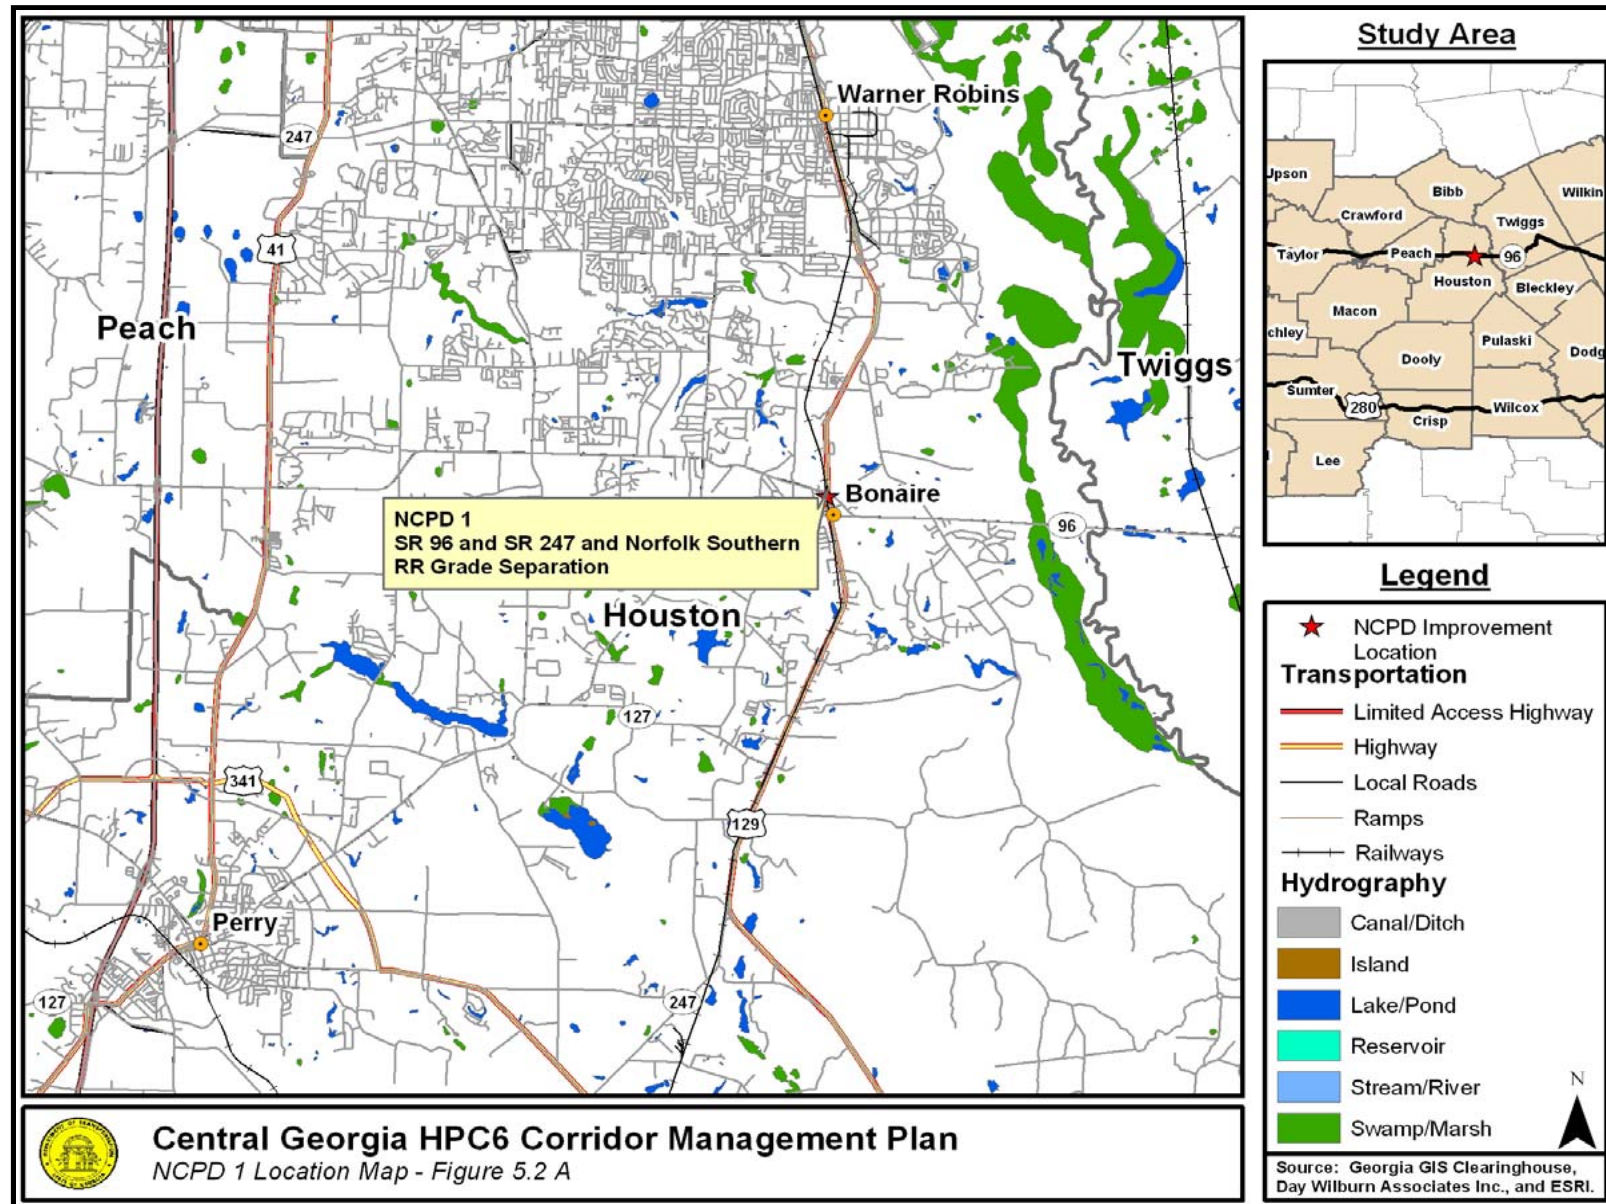 Warner Robins
247
41
Peach
Twiggs
Bonaire
NCPD 1
SR 96 and SR 247 and Norfolk Southern
RR Grade Separation
96
Houston
127
341
129
Perry
127
247
Central Georgia HPC6 Corridor Management Plan
NCPD 1 Location Map - Figure 5.2 A
Study Area
Upson
Bibb
Wilkin
Crawford
Twiggs
Taylor
Peach
96
Houston
Bleckley
Macon
chley
Pulaski
Dooly
Dodg
Sumter
280
Wilcox
Crisp
Lee
Legend
NCPD Improvement
Location
Transportation
Limited Access Highway
Highway
Local Roads
Ramps
Railways
Hydrography
Canal/Ditch
Island
Lake/Pond
Reservoir
Stream/River
Swamp/Marsh
N
Source: Georgia GIS Clearinghouse,
Day Wilburn Associates Inc., and ESRI.